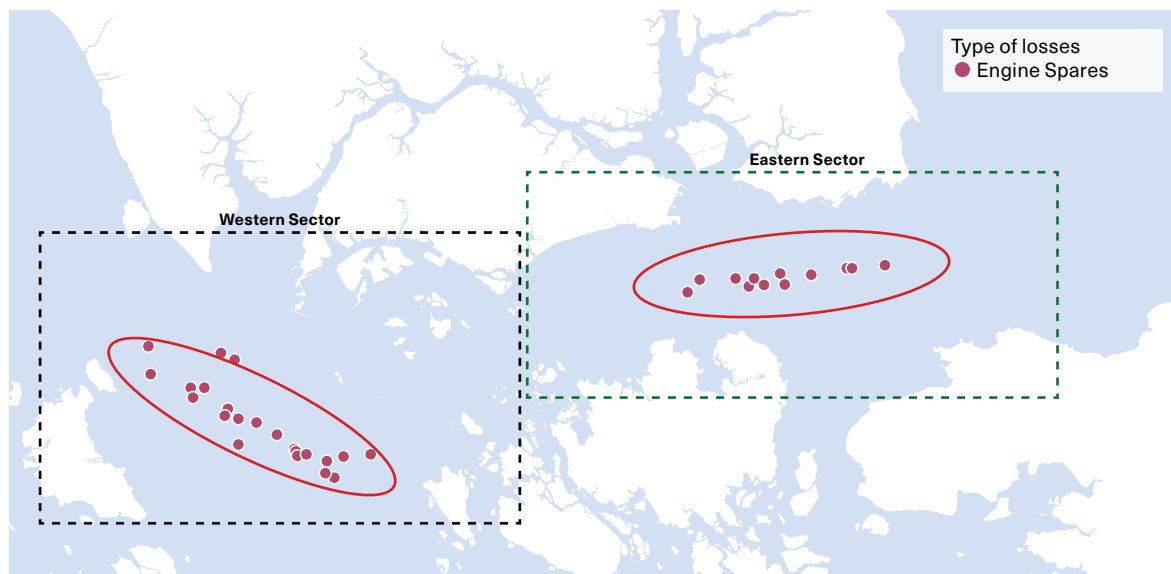 Type of losses
Engine Spares
Eastern Sector
Western Sector